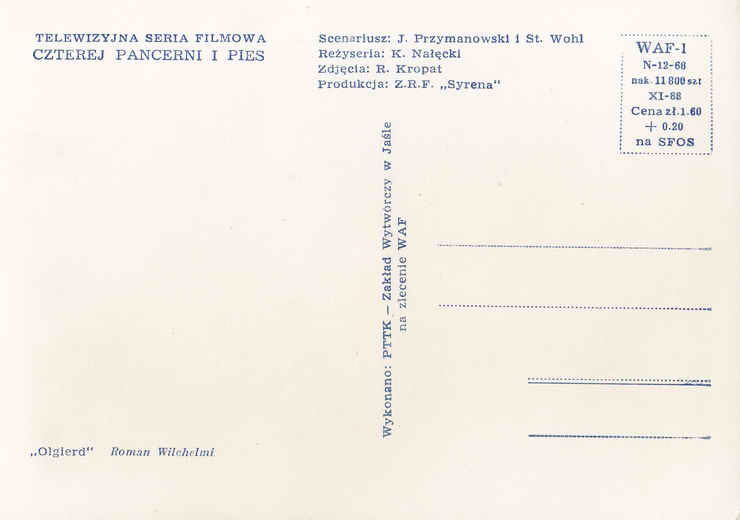 TELEWIZYJNA SERIA FILMOWA
CZTEREJ PANCERNI I PIES
Scenariusz: J. Przymanowski i St. Wohl
Reżyseria: K. Nałęcki
Zdjęcia: R. Kropat
Produkcja: Z.R.F. „Syrena"
WAF-1
N-12-68
nak. 11 800 szt
XI-68
Cena zł. 1.60
+ 0.20
na SFOS
Wykonano: PTTK — Zakład Wytwórczy w Jaśle
na zlecenie WAF
„Olgierd" Roman Wilchelmi